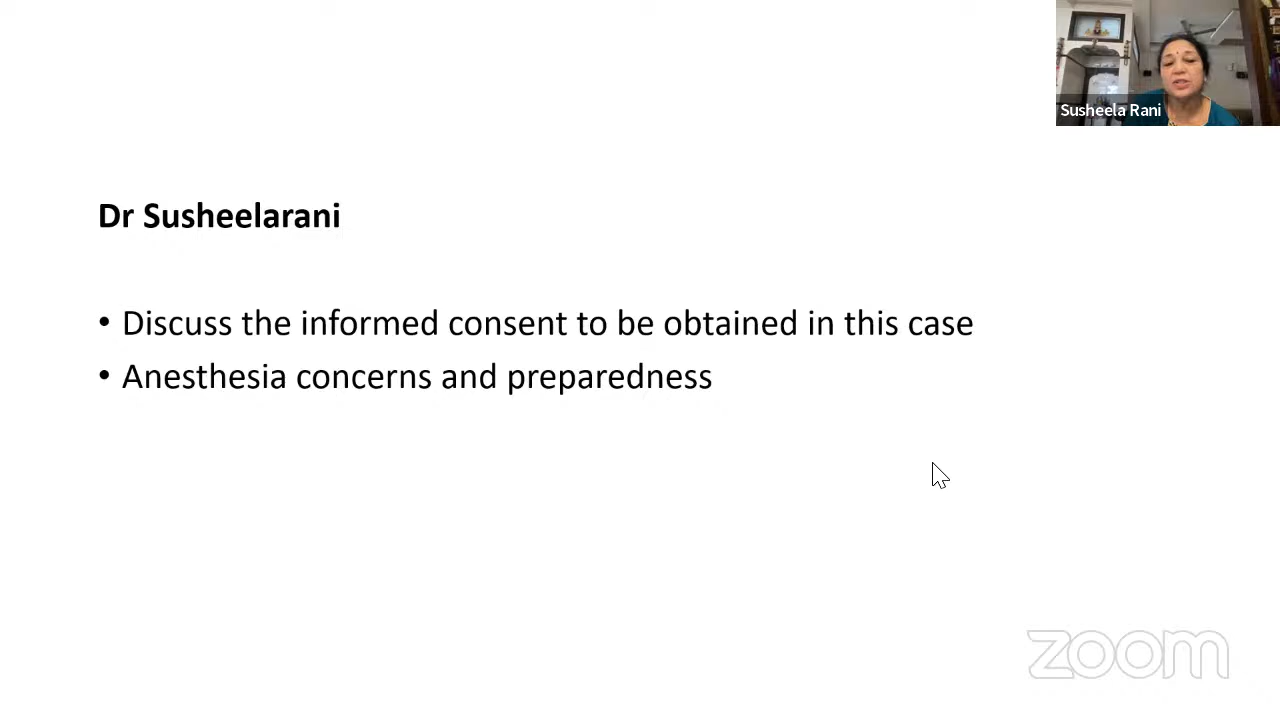 Susheela Rani
Dr Susheelarani
• Discuss the informed consent to be obtained in this case
• Anesthesia concerns and preparedness
zoom